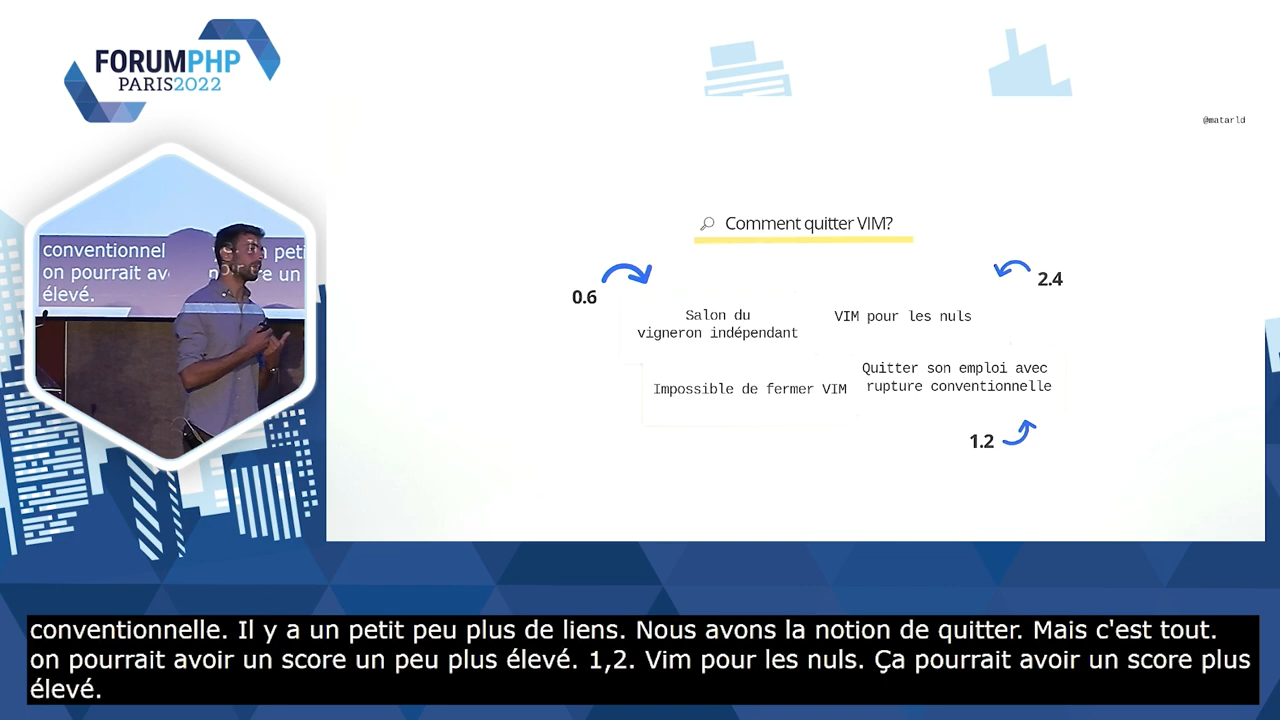 FORUMPHP
PARIS2022
@matarld
Comment quitter VIM?
0.6
2.4
Salon du
vigneron indépendant
VIM pour les nuls
Impossible de fermer VIM
Quitter son emploi avec
rupture conventionnelle
1.2
conventionnel
peti
on pourrait av
re un
élevé.
conventionnelle. Il y a un petit peu plus de liens. Nous avons la notion de quitter. Mais c'est tout.
on pourrait avoir un score un peu plus élevé. 1,2. Vim pour les nuls. Ça pourrait avoir un score plus
élevé.